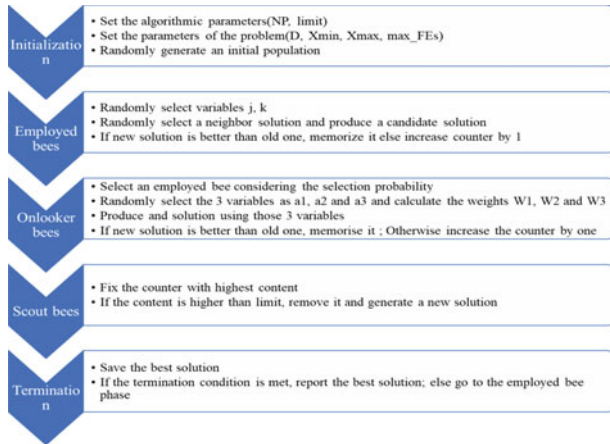 Initializatio
n
• Set the algorithmic parameters(NP, limit)
• Set the parameters of the problem(D, Xmin, Xmax, max_FEs)
• Randomly generate an initial population
Employed
bees
• Randomly select variables j, k
• Randomly select a neighbor solution and produce a candidate solution
• If new solution is better than old one, memorize it else increase counter by 1
Onlooker
bees
• Select an employed bee considering the selection probability
• Randomly select the 3 variables as a1, a2 and a3 and calculate the weights W1, W2 and W3
• Produce and solution using those 3 variables
• If new solution is better than old one, memorise it ; Otherwise increase the counter by one
Scout bees
• Fix the counter with highest content
• If the content is higher than limit, remove it and generate a new solution
Terminatio
n
• Save the best solution
• If the termination condition is met, report the best solution; else go to the employed bee
phase